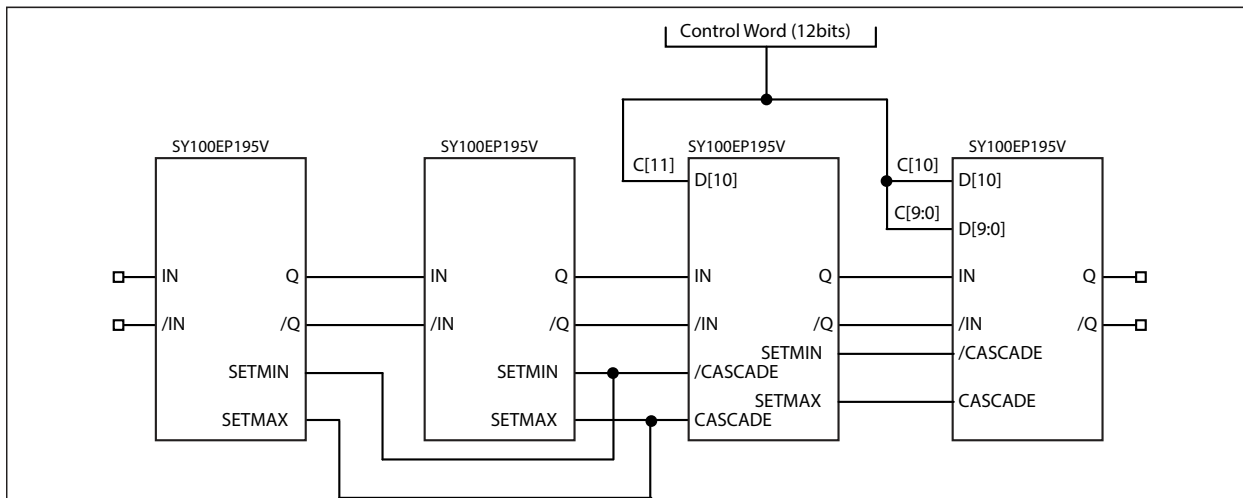 Control Word (12bits)
SY100EP195V
SY100EP195V
SY100EP195V
SY100EP195V
C[11]
D[10]
C[10]
D[10]
C[9:0]
D[9:0]
IN
Q
IN
Q
IN
Q
IN
Q
/IN
/Q
/IN
/Q
/IN
/Q
/IN
/Q
SETMIN
/CASCADE
SETMIN
SETMIN
/CASCADE
SETMAX
CASCADE
SETMAX
SETMAX
CASCADE